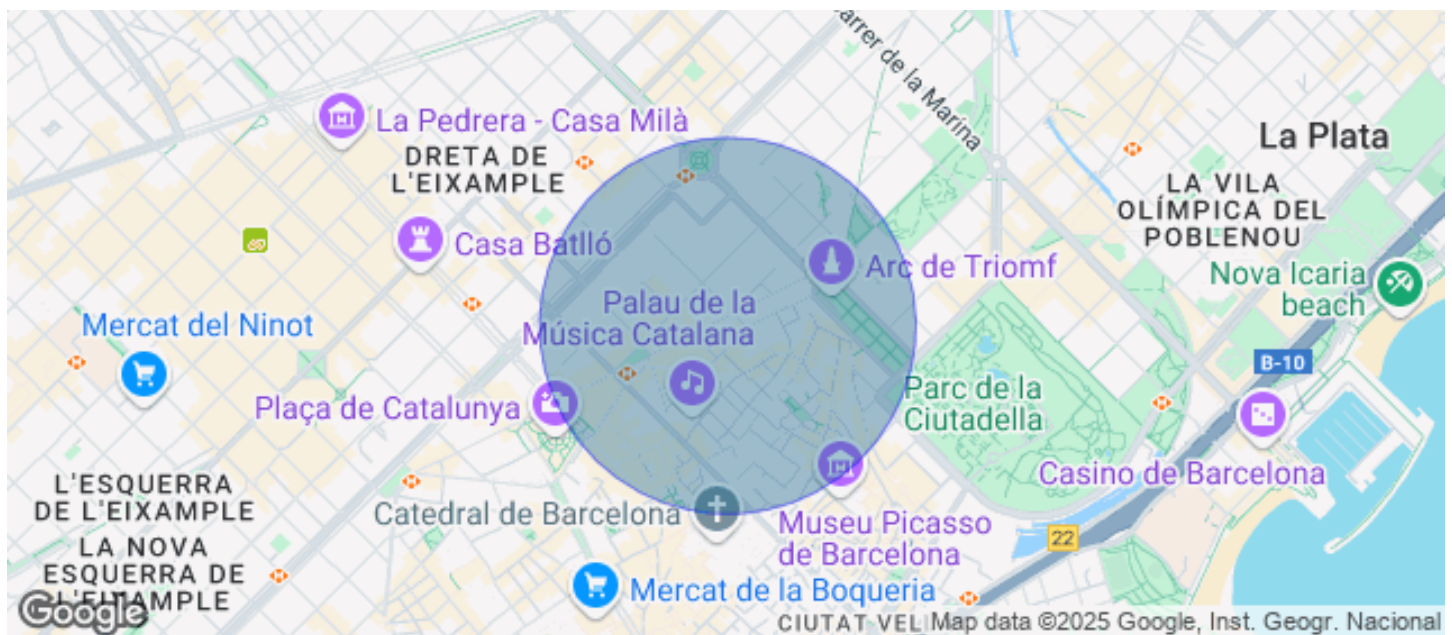 Carrer de la Marina
La Pedrera - Casa Milà
DRETA DE
L'EIXAMPLE
La Plata
LA VILA
OLÍMPICA DEL
POBLENOU
Casa Batlló
Arc de Triomf
Nova Icaria
beach
Palau de la
Música Catalana
Mercat del Ninot
B-10
Plaça de Catalunya
Parc de la
Ciutadella
Casino de Barcelona
L'ESQUERRA
DE L'EIXAMPLE
Catedral de Barcelona
Museu Picasso
de Barcelona
22
LA NOVA
ESQUERRA DE
L'EIXAMPLE
Mercat de la Boqueria
Google
CIUTAT VEL
Map data ©2025 Google, Inst. Geogr. Nacional